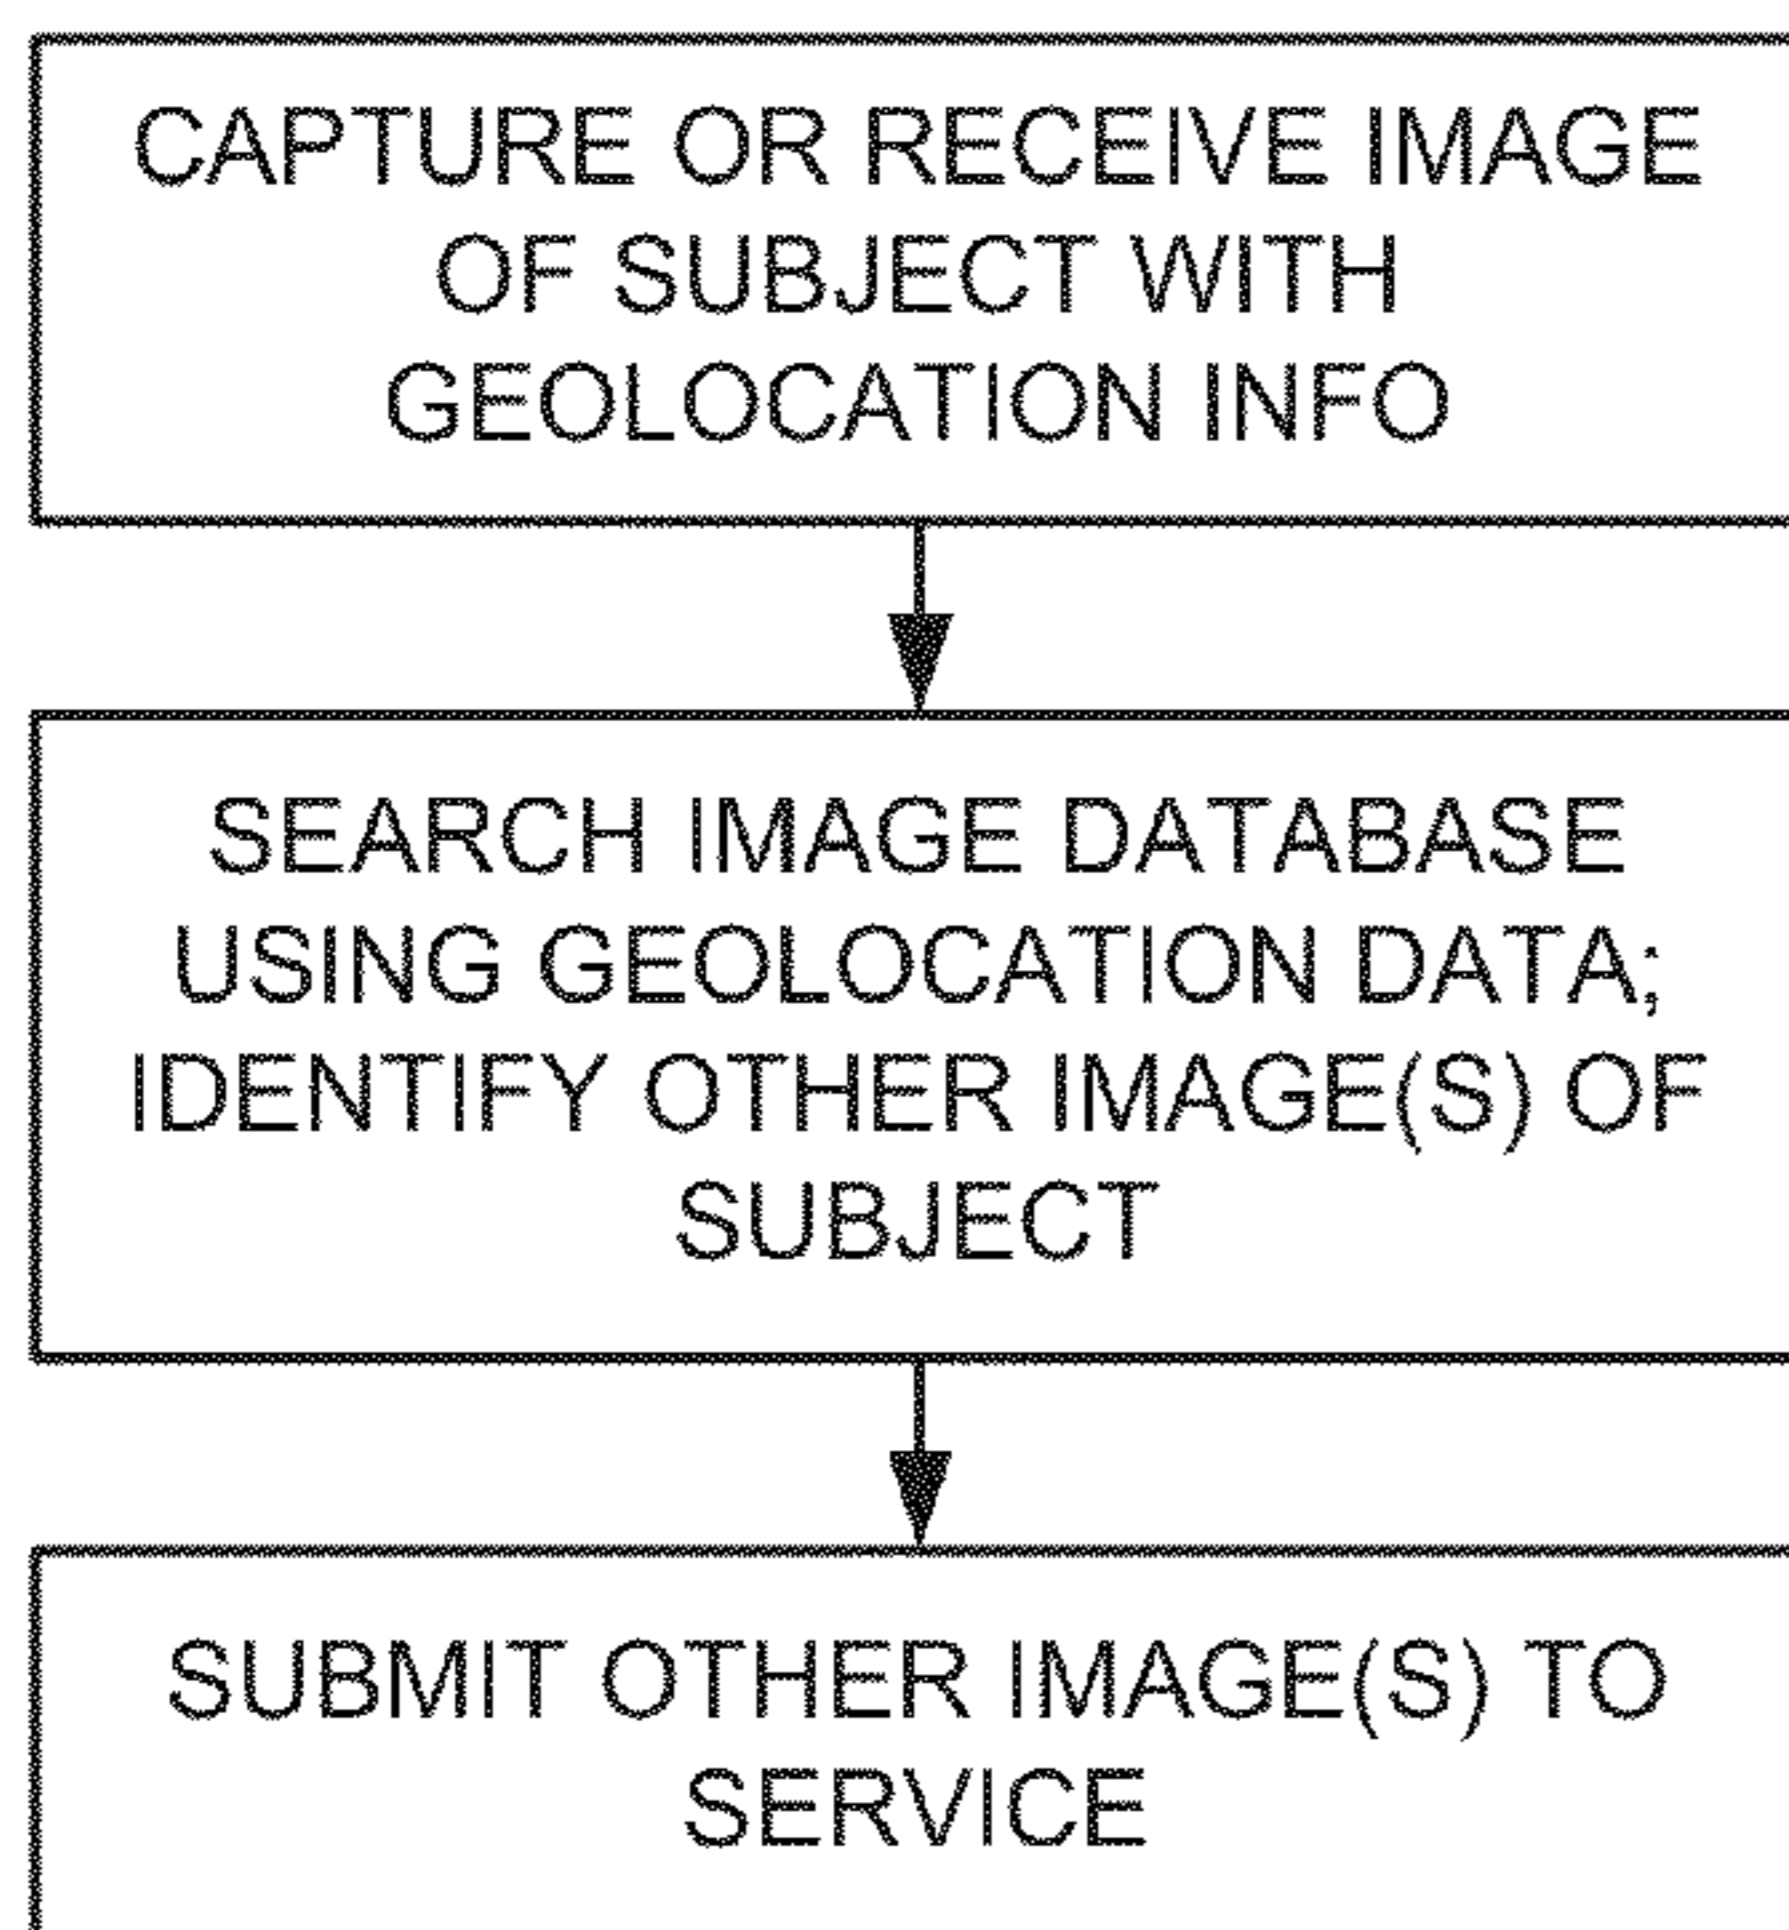 CAPTURE OR RECEIVE IMAGE
OF SUBJECT WITH
GEOLOCATION INFO
SEARCH IMAGE DATABASE
USING GEOLOCATION DATA;
IDENTIFY OTHER IMAGE(S) OF
SUBJECT
SUBMIT OTHER IMAGE(S) TO
SERVICE